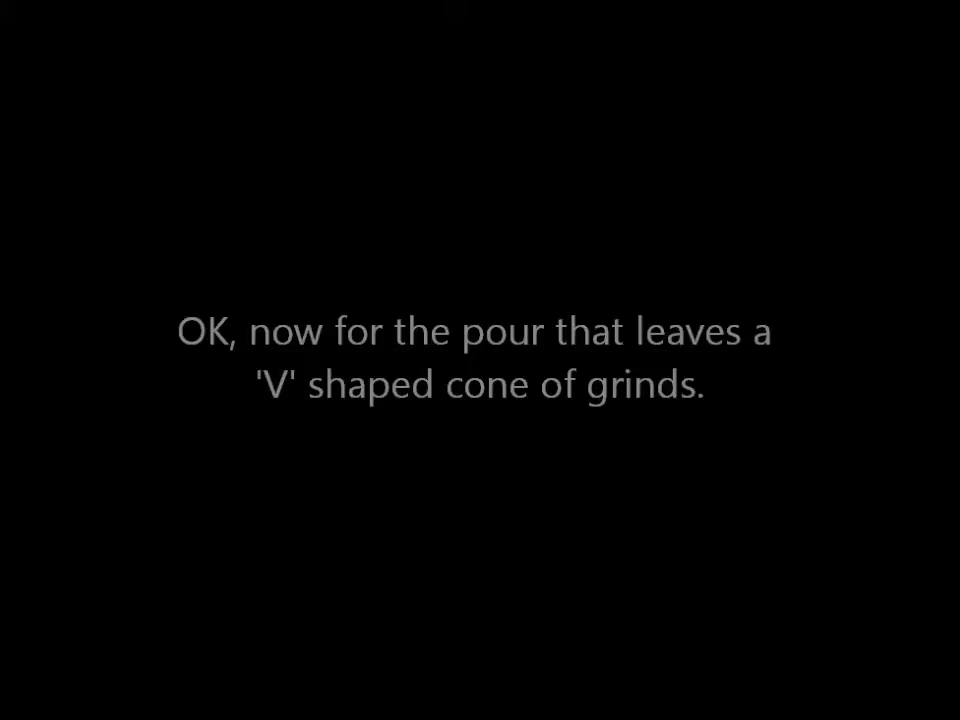 OK, now for the pour that leaves a
'V' shaped cone of grinds.